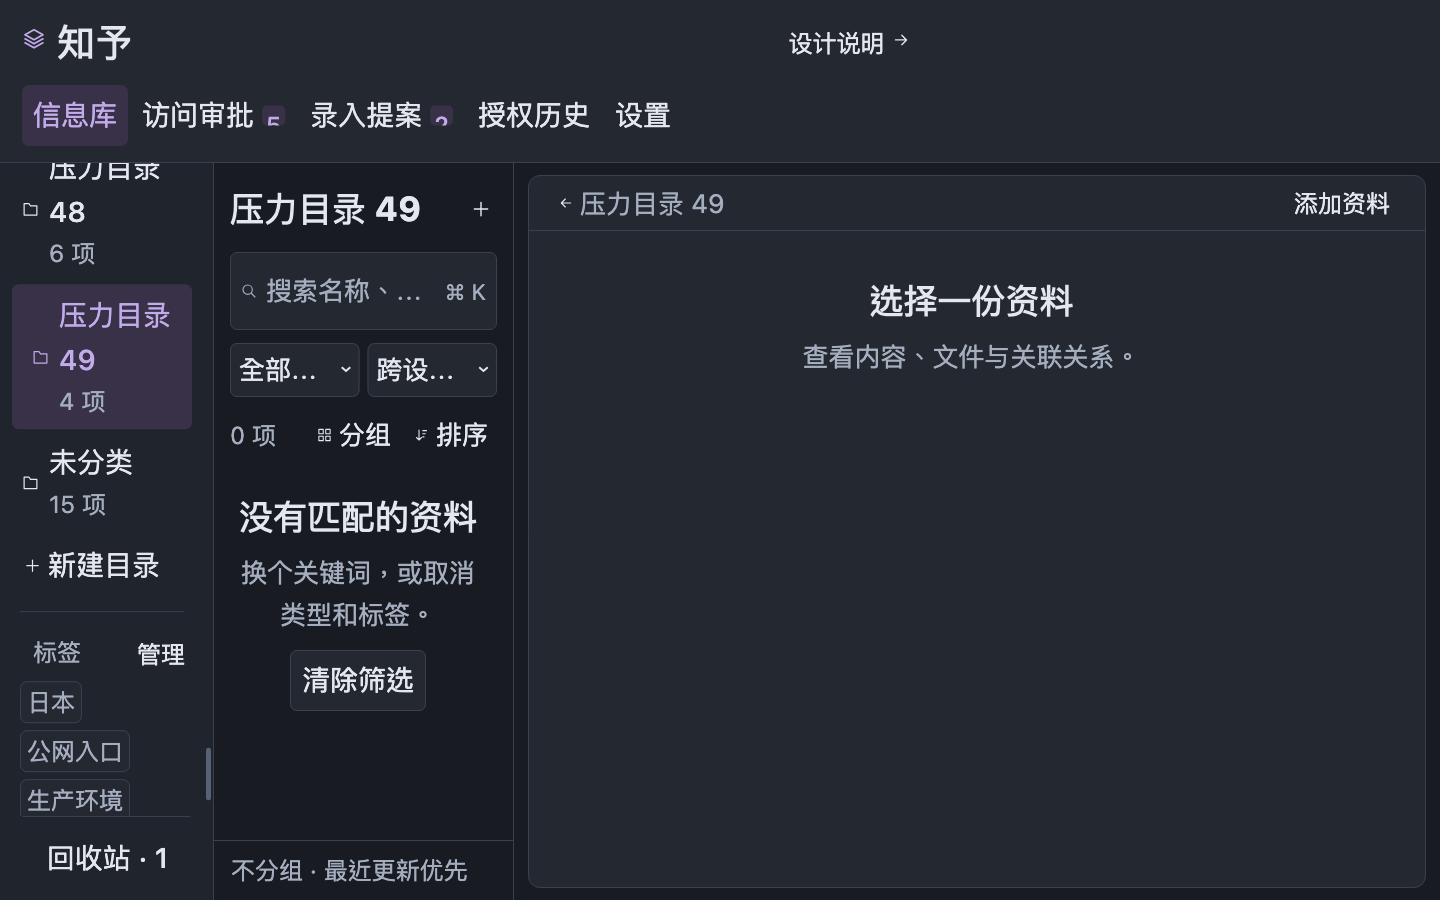 知予
设计说明 →
信息库
访问审批 5
录入提案 2
授权历史
设置
压力目录
48
6 项
压力目录
49
4 项
未分类
15 项
+ 新建目录
标签
管理
日本
公网入口
生产环境
回收站 · 1
压力目录 49
+
搜索名称、... ⌘ K
全部...
跨设...
0 项
分组
排序
没有匹配的资料
换个关键词，或取消
类型和标签。
清除筛选
不分组 · 最近更新优先
← 压力目录 49
添加资料
选择一份资料
查看内容、文件与关联关系。